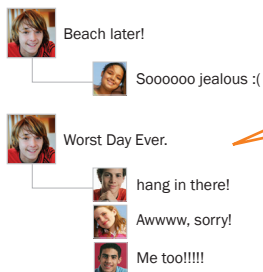 Beach later!
Soooooo jealous :(
Worst Day Ever.
hang in there!
Awwww, sorry!
Me too!!!!!